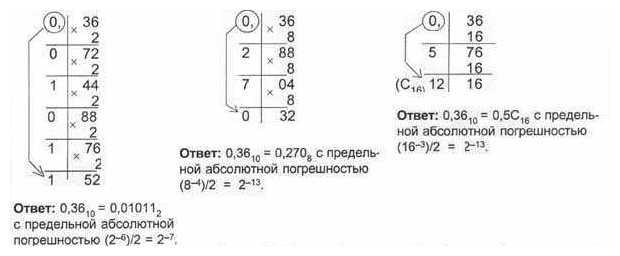 0, × 36
2
0 × 72
2
1 × 44
2
0 × 88
2
1 × 76
2
1 52
Ответ: 0,36₁₀ = 0,01011₂
с предельной абсолютной
погрешностью (2⁻⁶)/2 = 2⁻⁷.
0, × 36
8
2 × 88
8
7 × 04
8
0 32
Ответ: 0,36₁₀ = 0,270₈ с предель-
ной абсолютной погрешностью
(8⁻⁴)/2 = 2⁻¹³.
0, 36
16
5 76
16
(C₁₆) 12 16
Ответ: 0,36₁₀ = 0,5C₁₆ с предель-
ной абсолютной погрешностью
(16⁻³)/2 = 2⁻¹³.